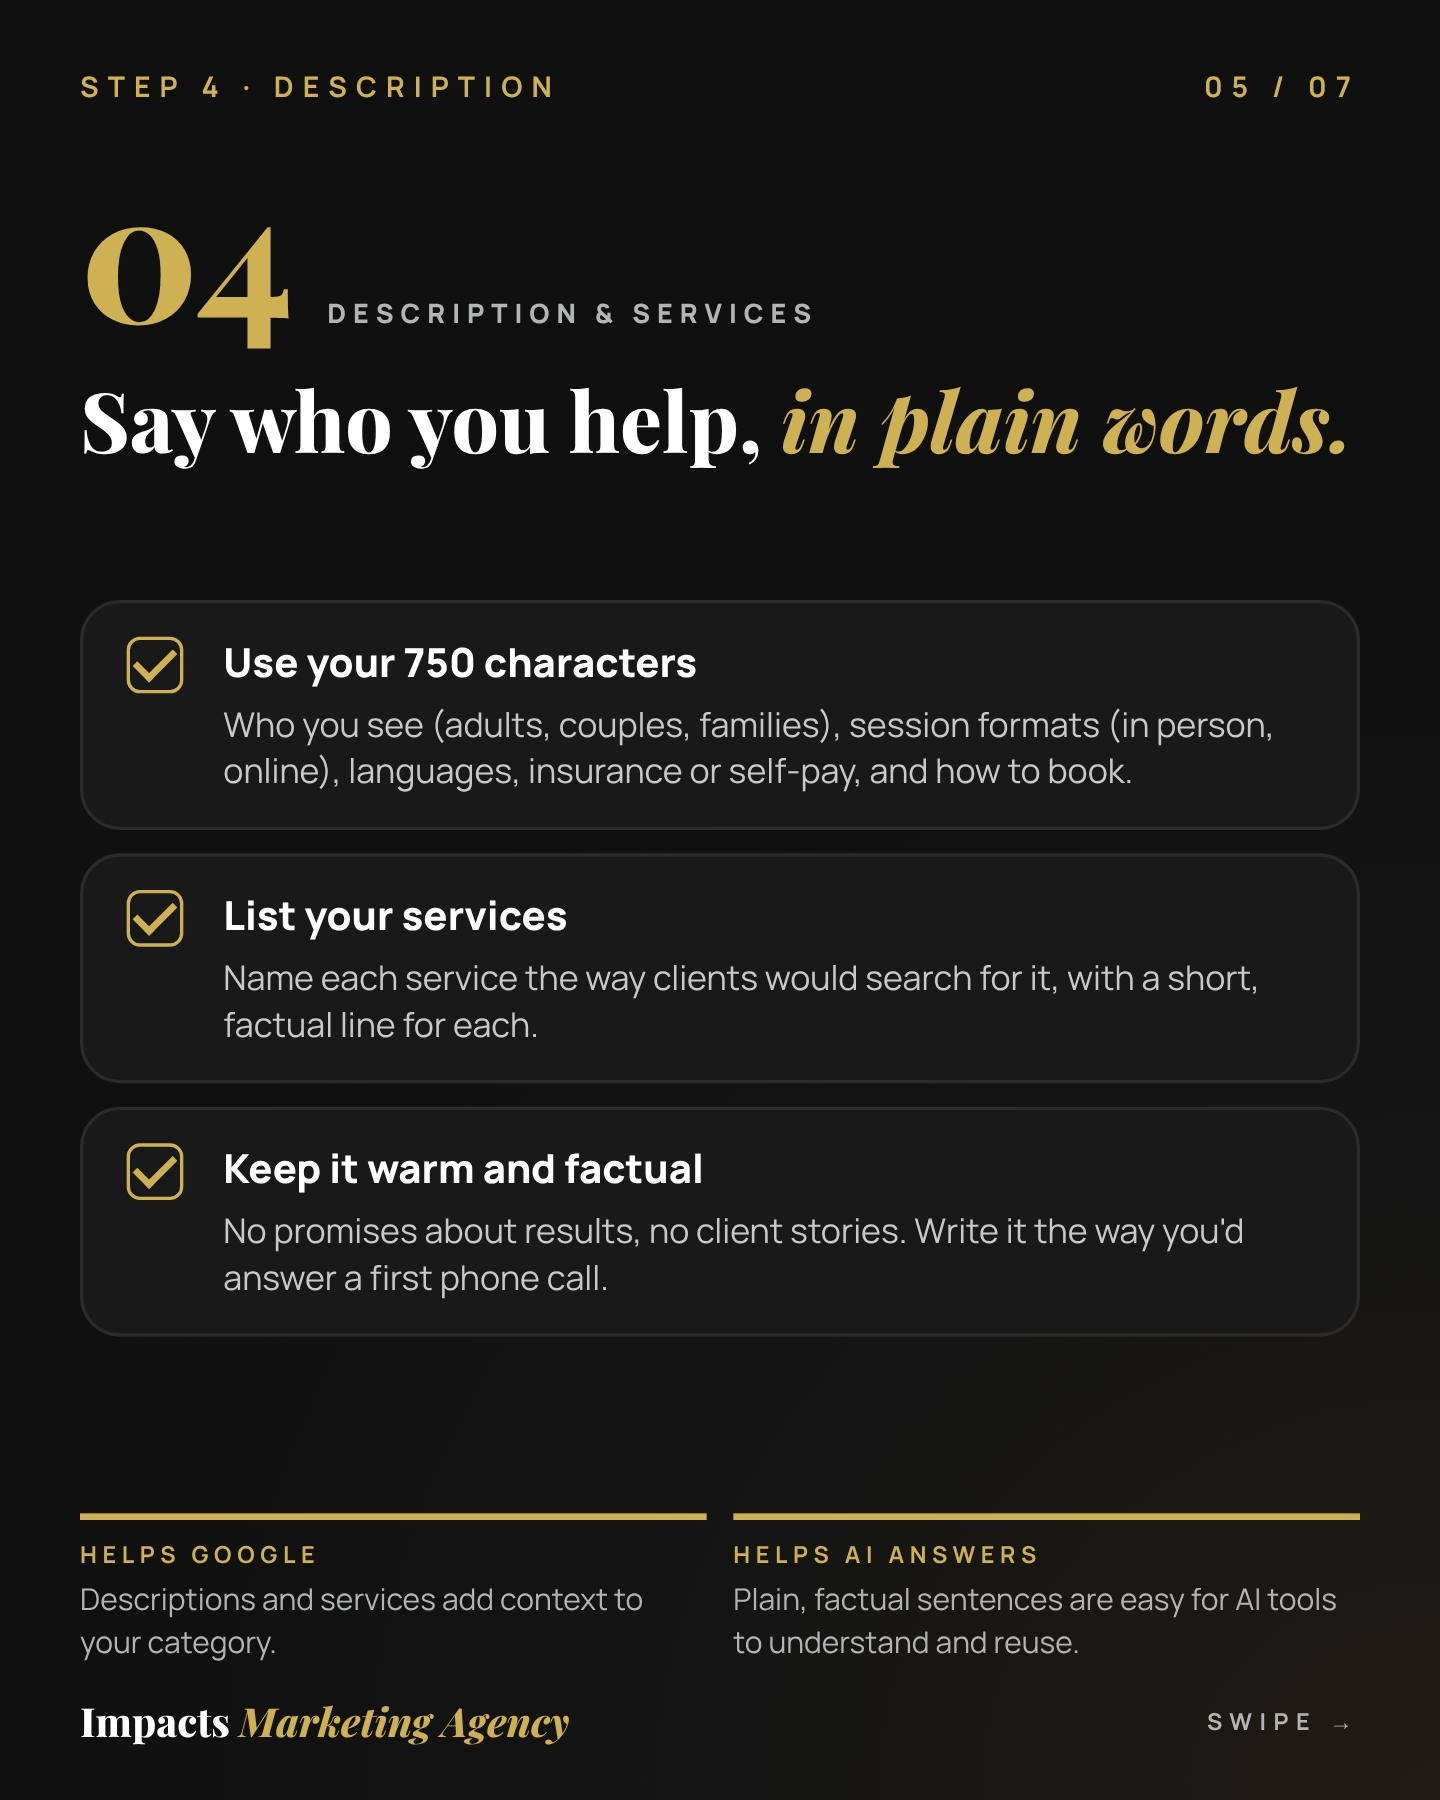 STEP 4 · DESCRIPTION
05 / 07
04 DESCRIPTION & SERVICES
Say who you help, in plain words.
Use your 750 characters
Who you see (adults, couples, families), session formats (in person,
online), languages, insurance or self-pay, and how to book.
List your services
Name each service the way clients would search for it, with a short,
factual line for each.
Keep it warm and factual
No promises about results, no client stories. Write it the way you'd
answer a first phone call.
HELPS GOOGLE
Descriptions and services add context to
your category.
HELPS AI ANSWERS
Plain, factual sentences are easy for AI tools
to understand and reuse.
Impacts Marketing Agency
SWIPE →